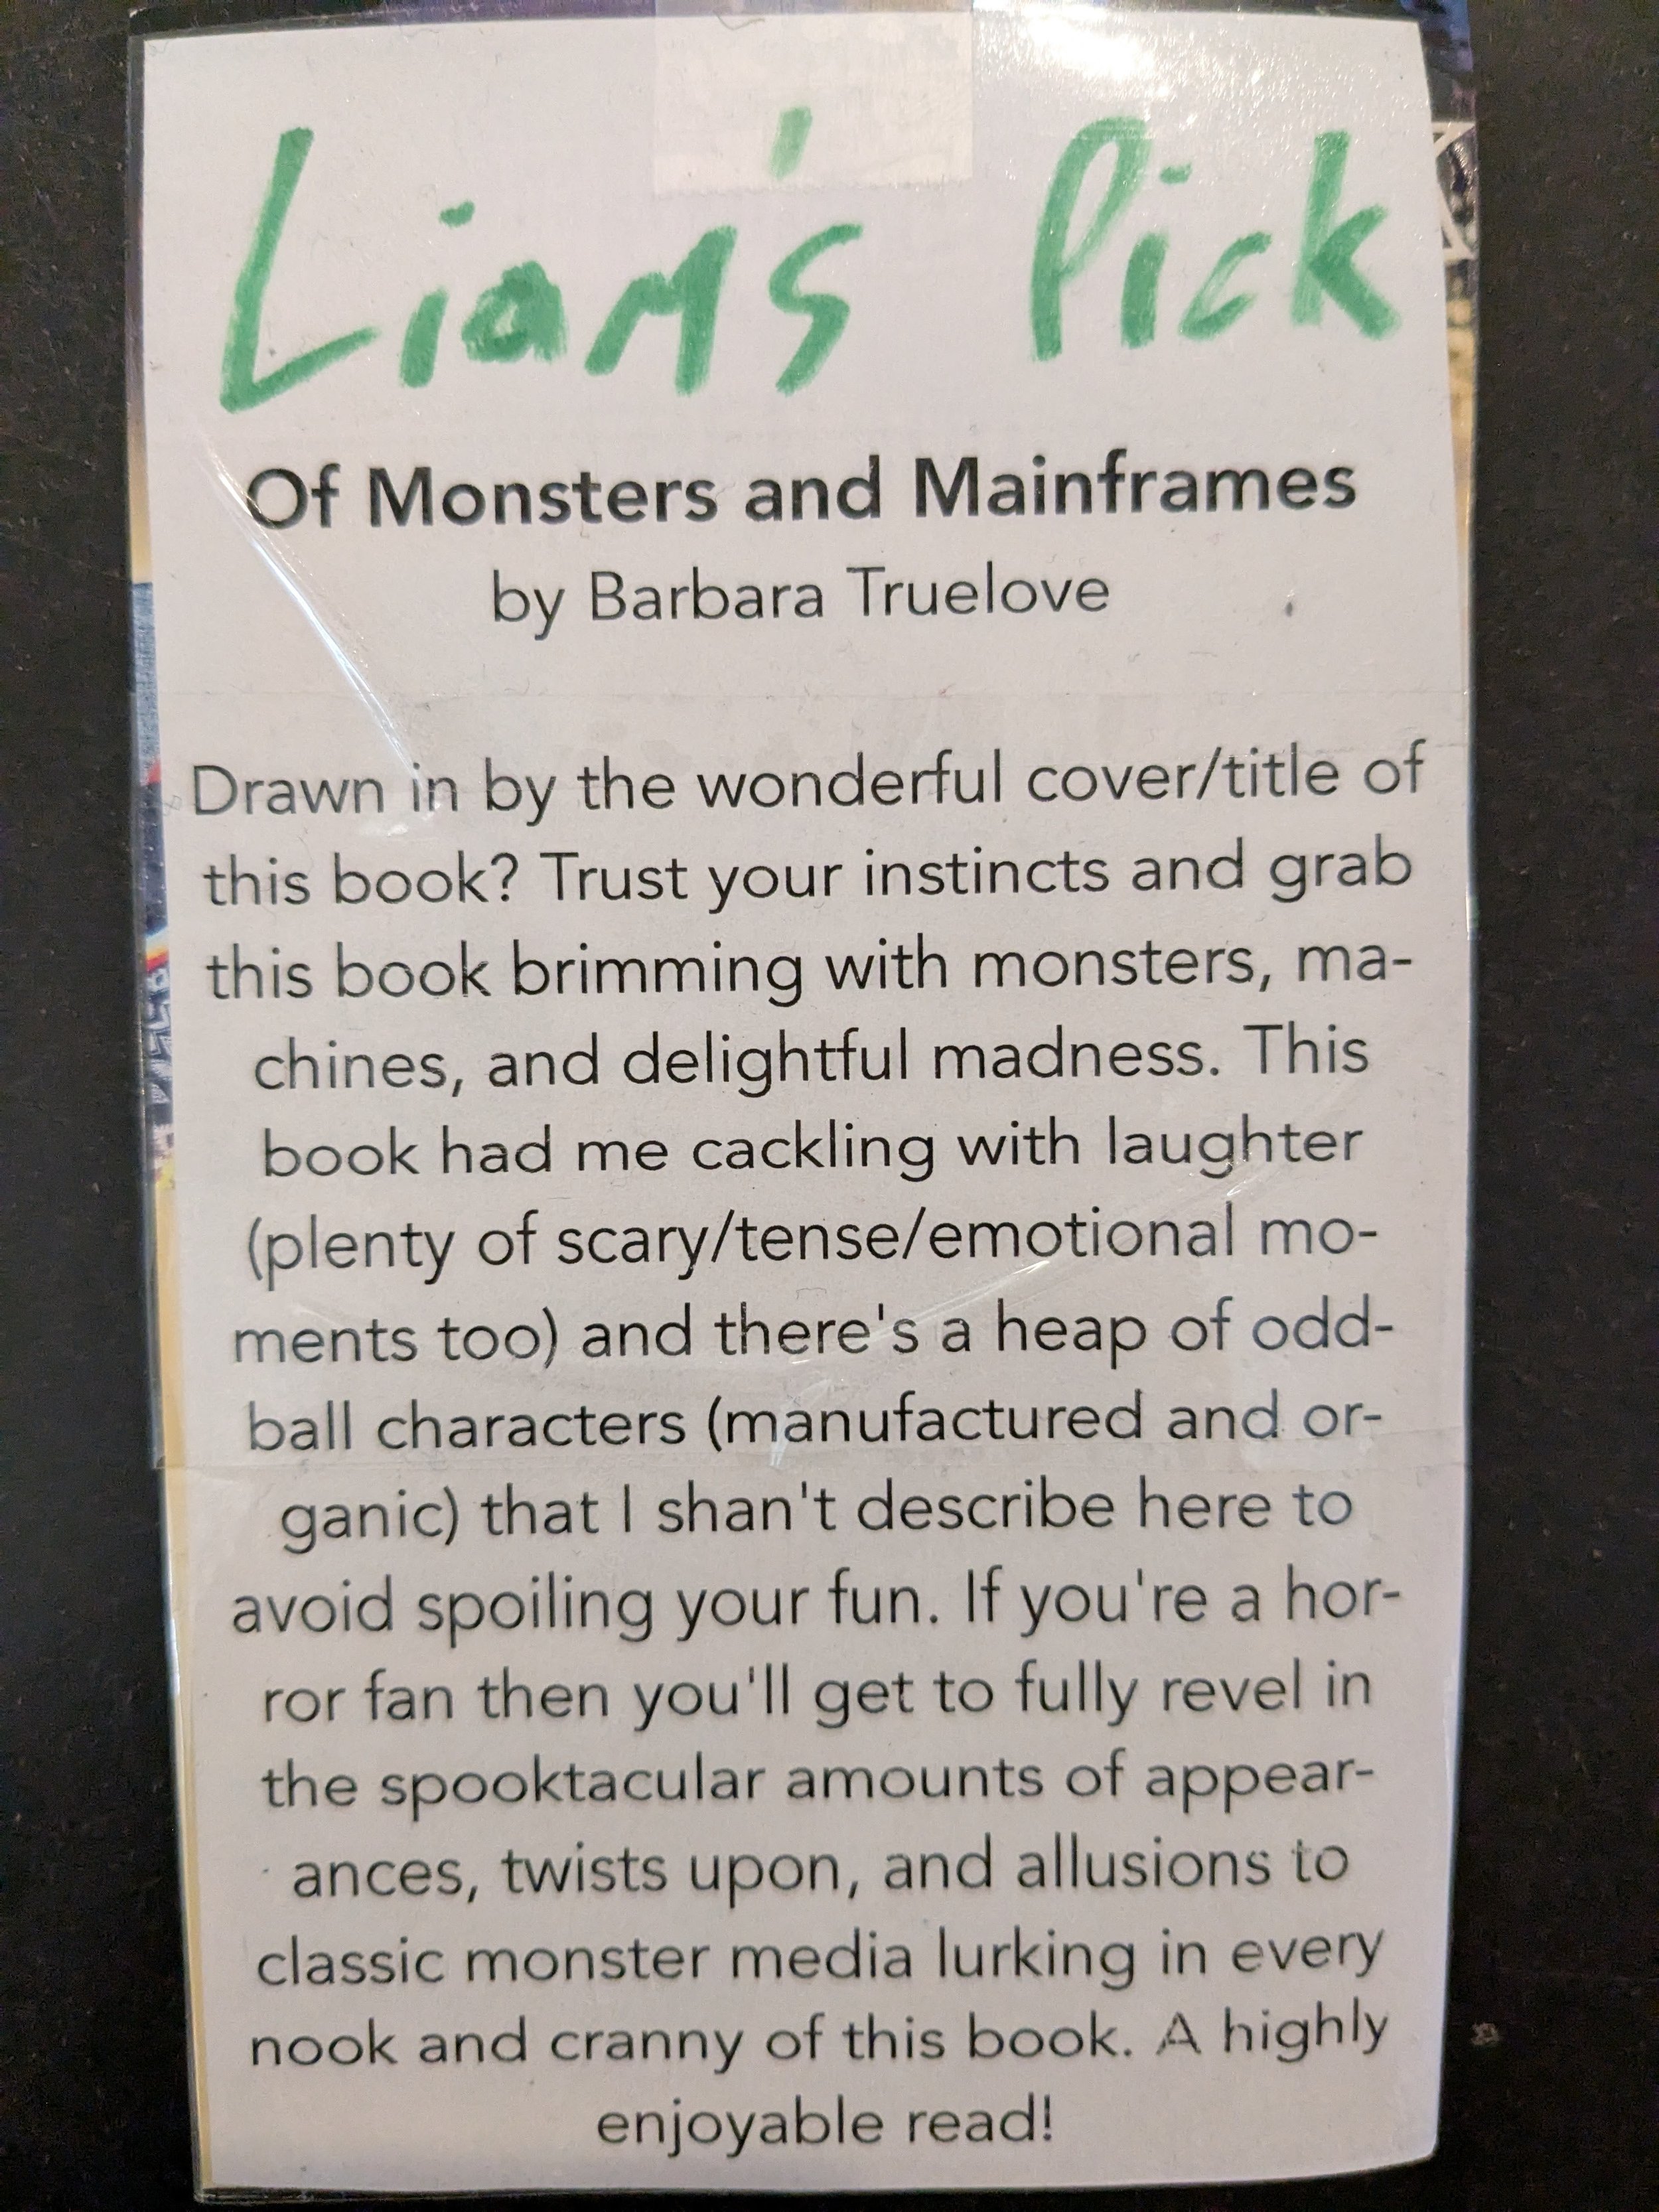 Liam's Pick
Of Monsters and Mainframes
by Barbara Truelove
Drawn in by the wonderful cover/title of
this book? Trust your instincts and grab
this book brimming with monsters, ma-
chines, and delightful madness. This
book had me cackling with laughter
(plenty of scary/tense/emotional mo-
ments too) and there's a heap of odd-
ball characters (manufactured and or-
ganic) that I shan't describe here to
avoid spoiling your fun. If you're a hor-
ror fan then you'll get to fully revel in
the spooktacular amounts of appear-
ances, twists upon, and allusions to
classic monster media lurking in every
nook and cranny of this book. A highly
enjoyable read!